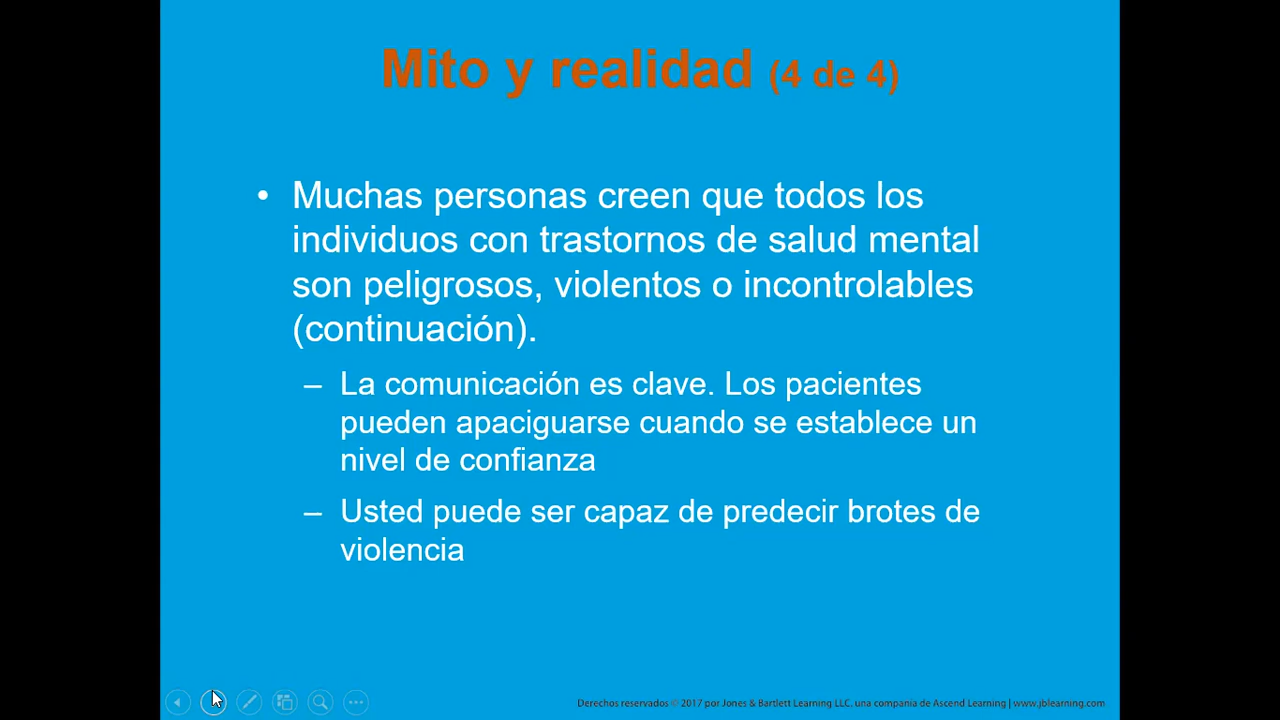 Mito y realidad (4 de 4)
• Muchas personas creen que todos los
individuos con trastornos de salud mental
son peligrosos, violentos o incontrolables
(continuación).
– La comunicación es clave. Los pacientes
pueden apaciguarse cuando se establece un
nivel de confianza
– Usted puede ser capaz de predecir brotes de
violencia
Derechos reservados © 2017 por Jones & Bartlett Learning LLC. una compañía de Ascend Learning | www.jblearning.com